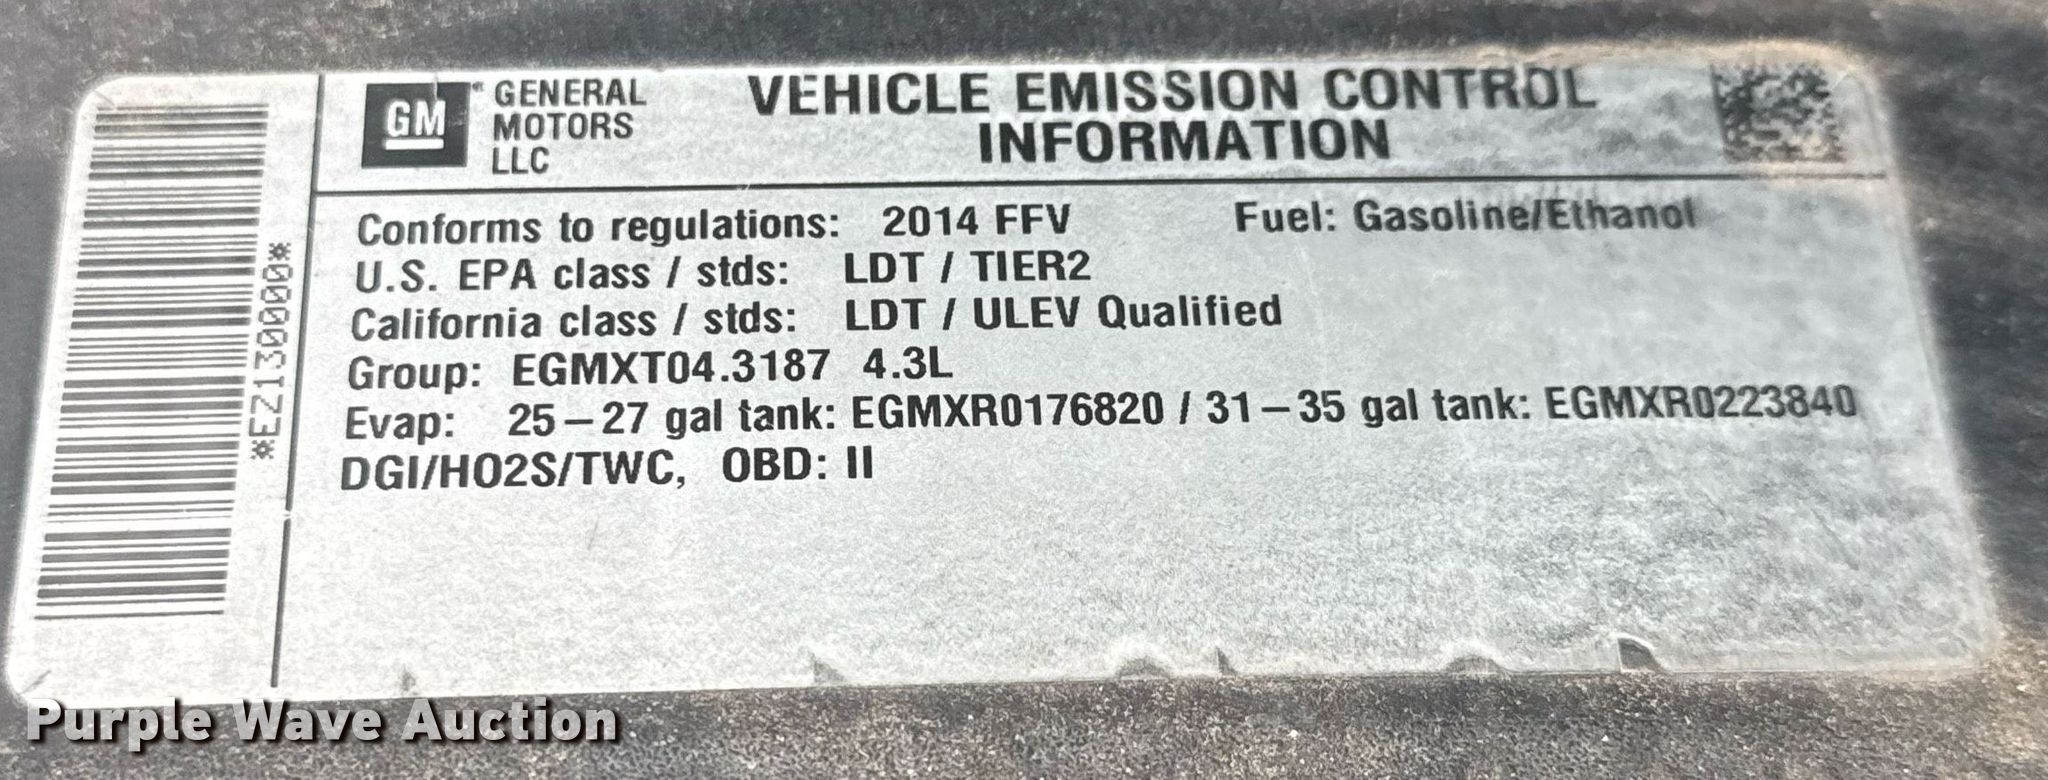 GM
GENERAL
MOTORS
LLC
VEHICLE EMISSION CONTROL
INFORMATION
Conforms to regulations: 2014 FFV Fuel: Gasoline/Ethanol
U.S. EPA class / stds: LDT / TIER2
California class / stds: LDT / ULEV Qualified
Group: EGMXT04.3187 4.3L
Evap: 25–27 gal tank: EGMXR0176820 / 31–35 gal tank: EGMXR0223840
DGI/HO2S/TWC, OBD: II
*EZ130000*
Purple Wave Auction